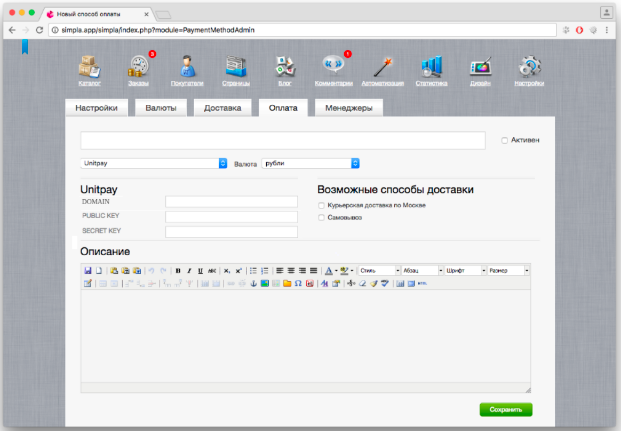 Новый способ оплаты
simpla.app/simpla/index.php?module=PaymentMethodAdmin
3 1
Каталог Заказы Покупатели Страницы Блог Комментарии Автоматизация Статистика Дизайн Настройки
Настройки Валюты Доставка Оплата Менеджеры
Активен
Unitpay Валюта рубли
Unitpay Возможные способы доставки
DOMAIN Курьерская доставка по Москве
PUBLIC KEY Самовывоз
SECRET KEY
Описание
B I U ABC x₂ x² A Стиль Абзац Шрифт Размер
Ω HTML
Сохранить